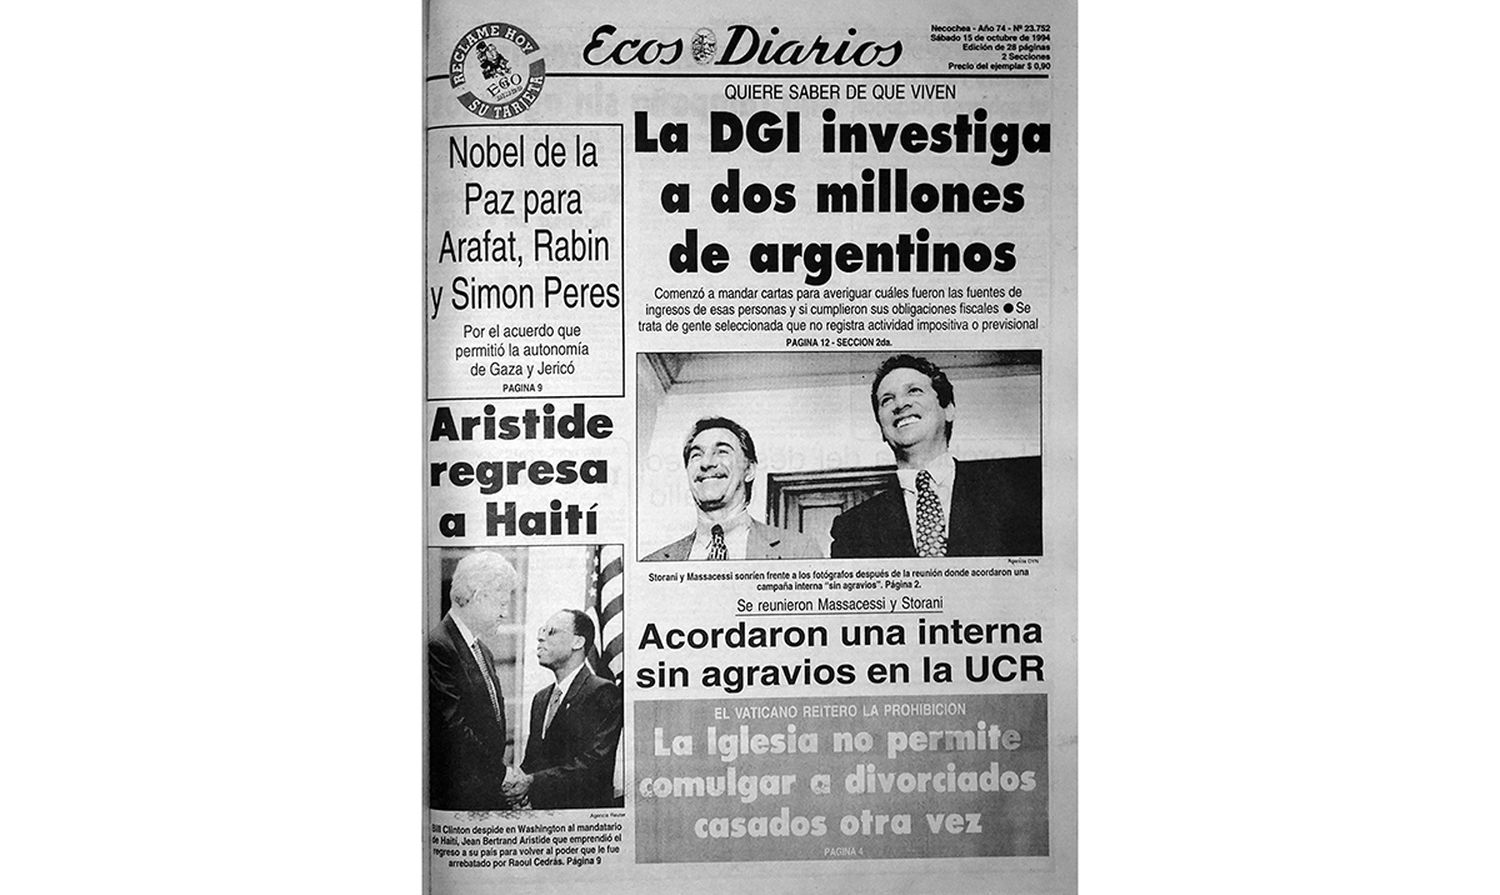 RECLAME HOY
EGO
SU TARJETA
Ecos Diarios
Necochea - Año 74 - Nº 23.752
Sábado 15 de octubre de 1994
Edición de 28 páginas
2 Secciones
Precio del ejemplar $ 0,90
Nobel de la
Paz para
Arafat, Rabin
y Simon Peres
Por el acuerdo que
permitió la autonomía
de Gaza y Jericó
PAGINA 9
Aristide
regresa
a Haití
Agencia Reuter
Bill Clinton despide en Washington al mandatario
de Haití, Jean Bertrand Aristide que emprendió el
regreso a su país para volver al poder que le fue
arrebatado por Raoul Cedrás. Página 9
QUIERE SABER DE QUE VIVEN
La DGI investiga
a dos millones
de argentinos
Comenzó a mandar cartas para averiguar cuáles fueron las fuentes de
ingresos de esas personas y si cumplieron sus obligaciones fiscales ● Se
trata de gente seleccionada que no registra actividad impositiva o previsional
PAGINA 12 - SECCION 2da.
Agencia DYN
Storani y Massacessi sonríen frente a los fotógrafos después de la reunión donde acordaron una
campaña interna "sin agravios". Página 2.
Se reunieron Massacessi y Storani
Acordaron una interna
sin agravios en la UCR
EL VATICANO REITERO LA PROHIBICION
La Iglesia no permite
comulgar a divorciados
casados otra vez
PAGINA 4